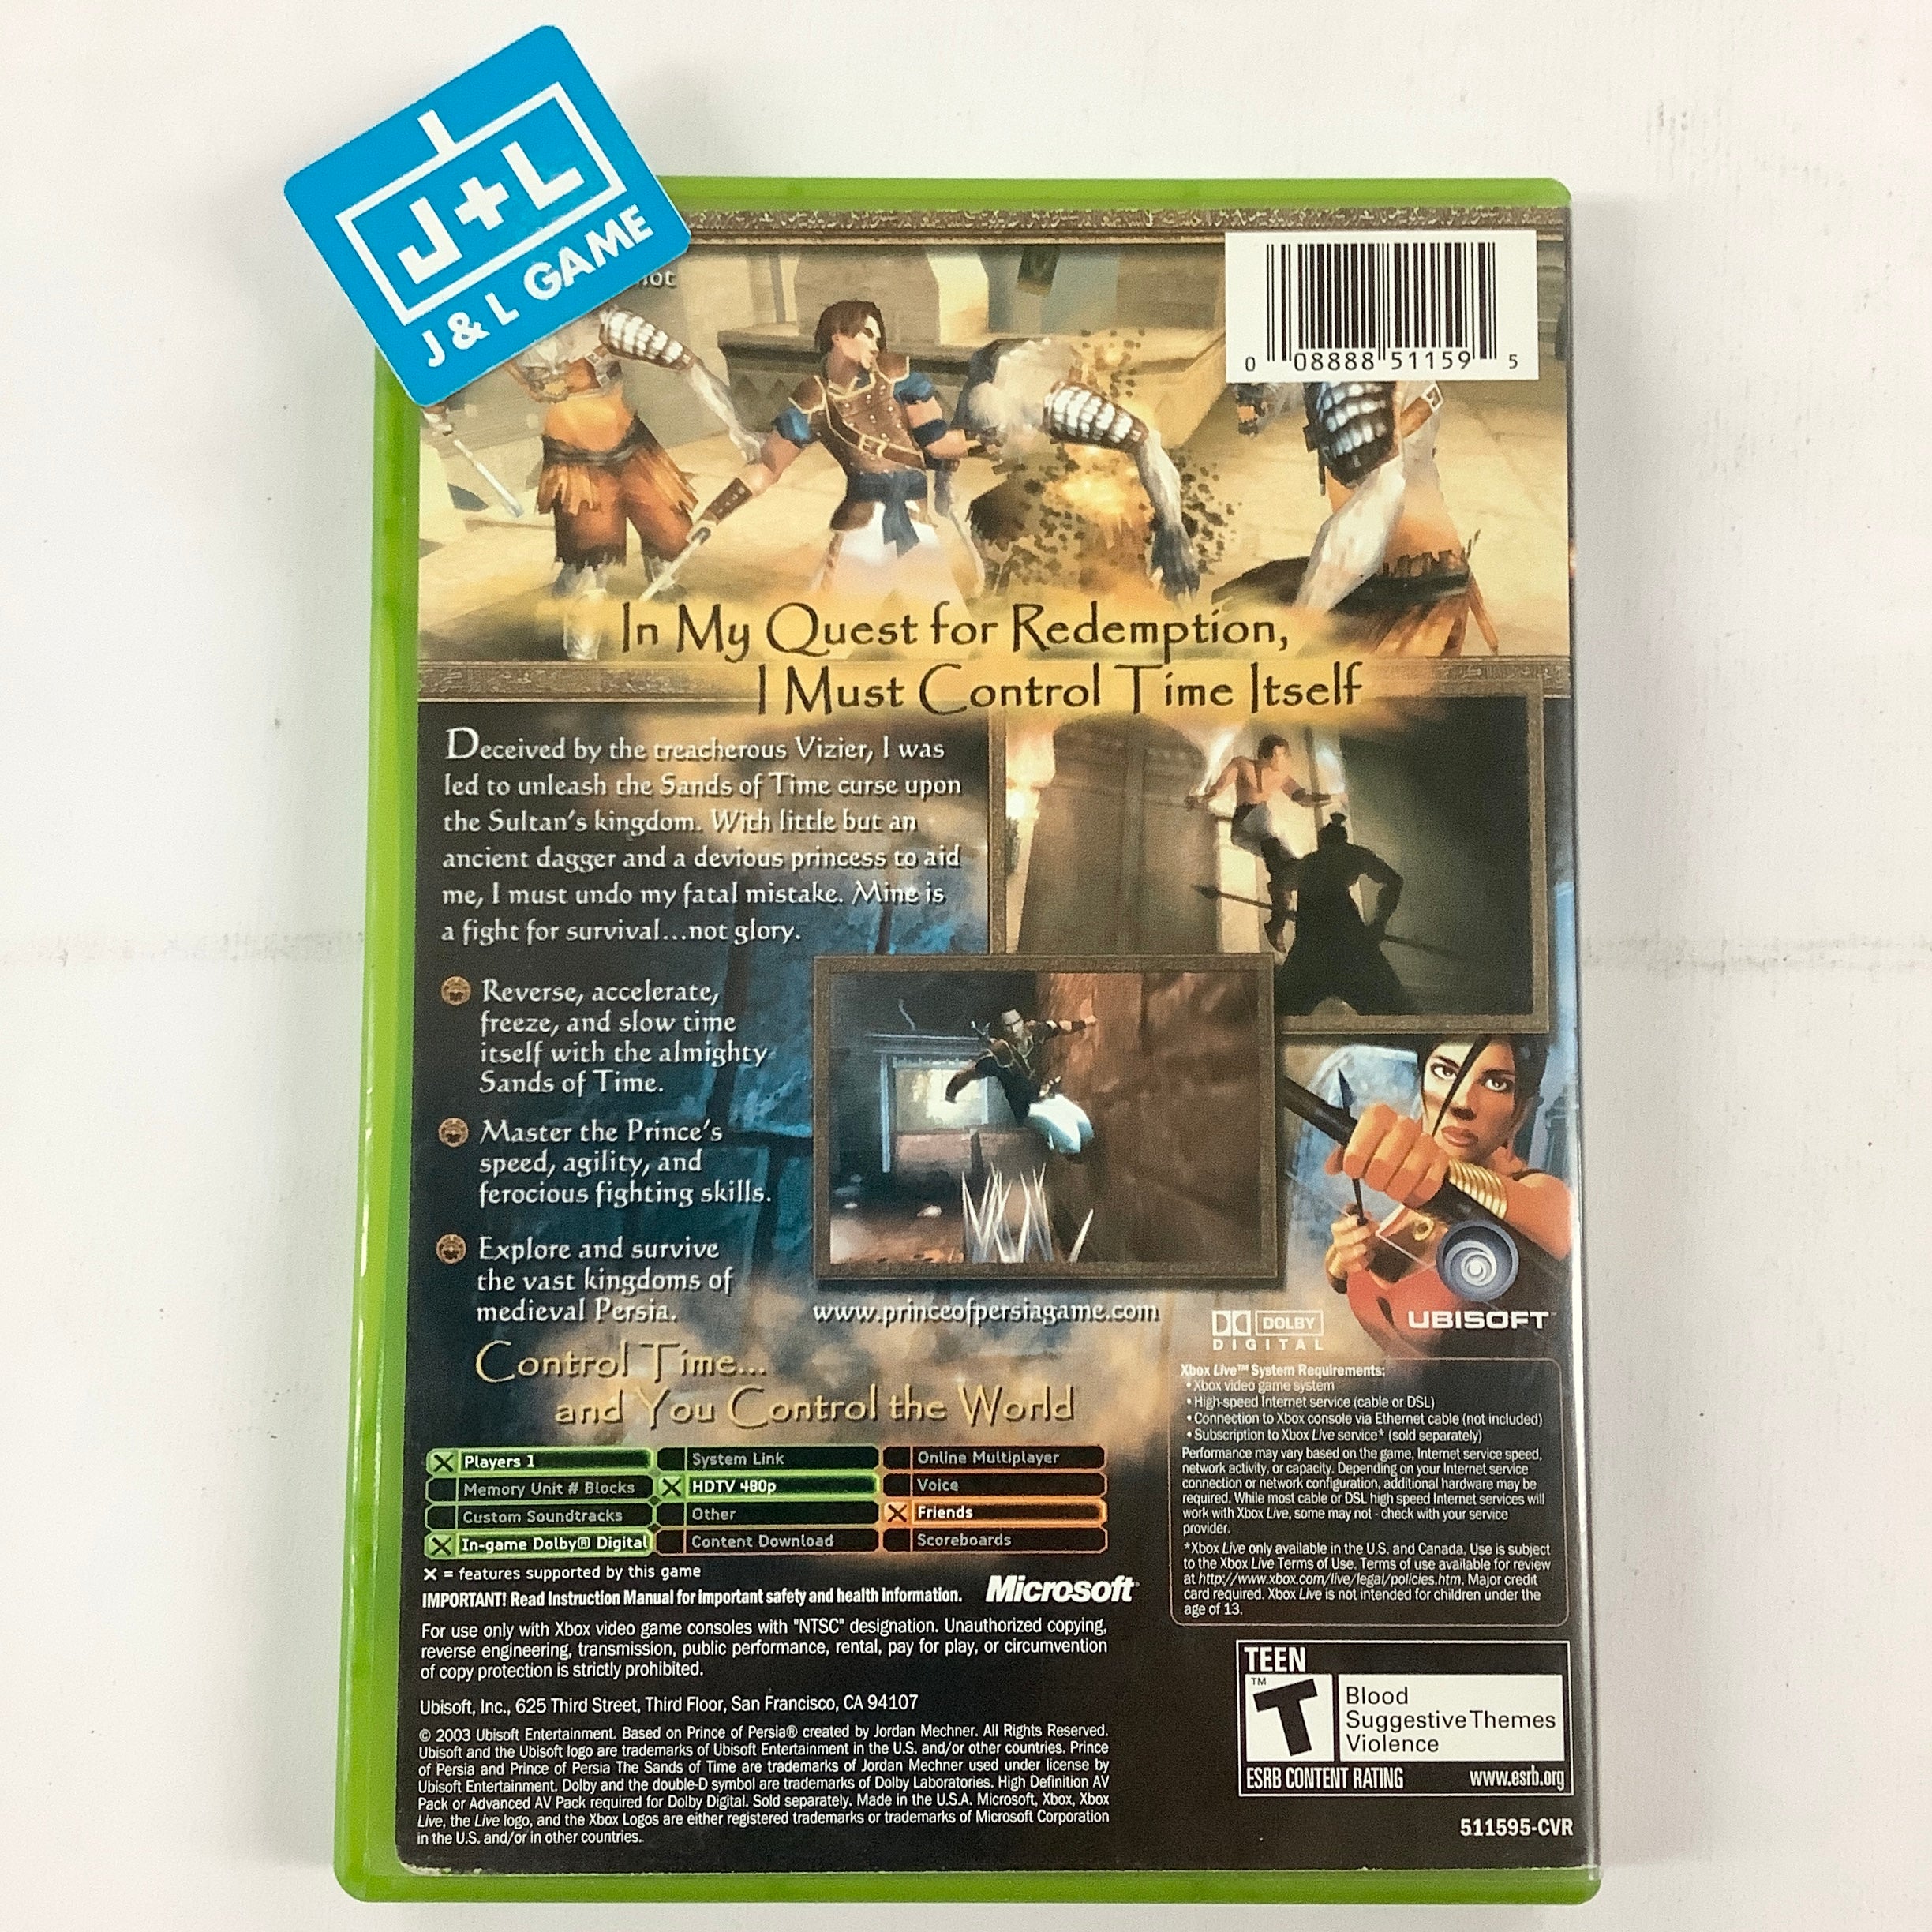 J+L
J & L GAME
0 08888 51159 5
In My Quest for Redemption,
I Must Control Time Itself
Deceived by the treacherous Vizier, I was
led to unleash the Sands of Time curse upon
the Sultan's kingdom. With little but an
ancient dagger and a devious princess to aid
me, I must undo my fatal mistake. Mine is
a fight for survival...not glory.
Reverse, accelerate,
freeze, and slow time
itself with the almighty
Sands of Time.
Master the Prince's
speed, agility, and
ferocious fighting skills.
Explore and survive
the vast kingdoms of
medieval Persia.
www.princeofpersiagame.com
DOLBY
DIGITAL
UBISOFT™
Control Time...
and You Control the World
Xbox Live™ System Requirements:
• Xbox video game system
• High-speed Internet service (cable or DSL)
• Connection to Xbox console via Ethernet cable (not included)
• Subscription to Xbox Live service* (sold separately)
Performance may vary based on the game, Internet service speed,
network activity, or capacity. Depending on your Internet service
connection or network configuration, additional hardware may be
required. While most cable or DSL high speed Internet services will
work with Xbox Live, some may not - check with your service
provider.
*Xbox Live only available in the U.S. and Canada. Use is subject
to the Xbox Live Terms of Use. Terms of use available for review
at http://www.xbox.com/live/legal/policies.htm. Major credit
card required. Xbox Live is not intended for children under the
age of 13.
X Players 1
Memory Unit # Blocks
Custom Soundtracks
X In-game Dolby® Digital
System Link
X HDTV 480p
Other
Content Download
Online Multiplayer
Voice
X Friends
Scoreboards
X = features supported by this game
IMPORTANT! Read Instruction Manual for important safety and health Information.
Microsoft
For use only with Xbox video game consoles with "NTSC" designation. Unauthorized copying,
reverse engineering, transmission, public performance, rental, pay for play, or circumvention
of copy protection is strictly prohibited.
Ubisoft, Inc., 625 Third Street, Third Floor, San Francisco, CA 94107
© 2003 Ubisoft Entertainment. Based on Prince of Persia® created by Jordan Mechner. All Rights Reserved.
Ubisoft and the Ubisoft logo are trademarks of Ubisoft Entertainment in the U.S. and/or other countries. Prince
of Persia and Prince of Persia The Sands of Time are trademarks of Jordan Mechner used under license by
Ubisoft Entertainment. Dolby and the double-D symbol are trademarks of Dolby Laboratories. High Definition AV
Pack or Advanced AV Pack required for Dolby Digital. Sold separately. Made in the U.S.A. Microsoft, Xbox, Xbox
Live, the Live logo, and the Xbox Logos are either registered trademarks or trademarks of Microsoft Corporation
in the U.S. and/or in other countries.
TEEN
T™
Blood
Suggestive Themes
Violence
ESRB CONTENT RATING www.esrb.org
511595-CVR